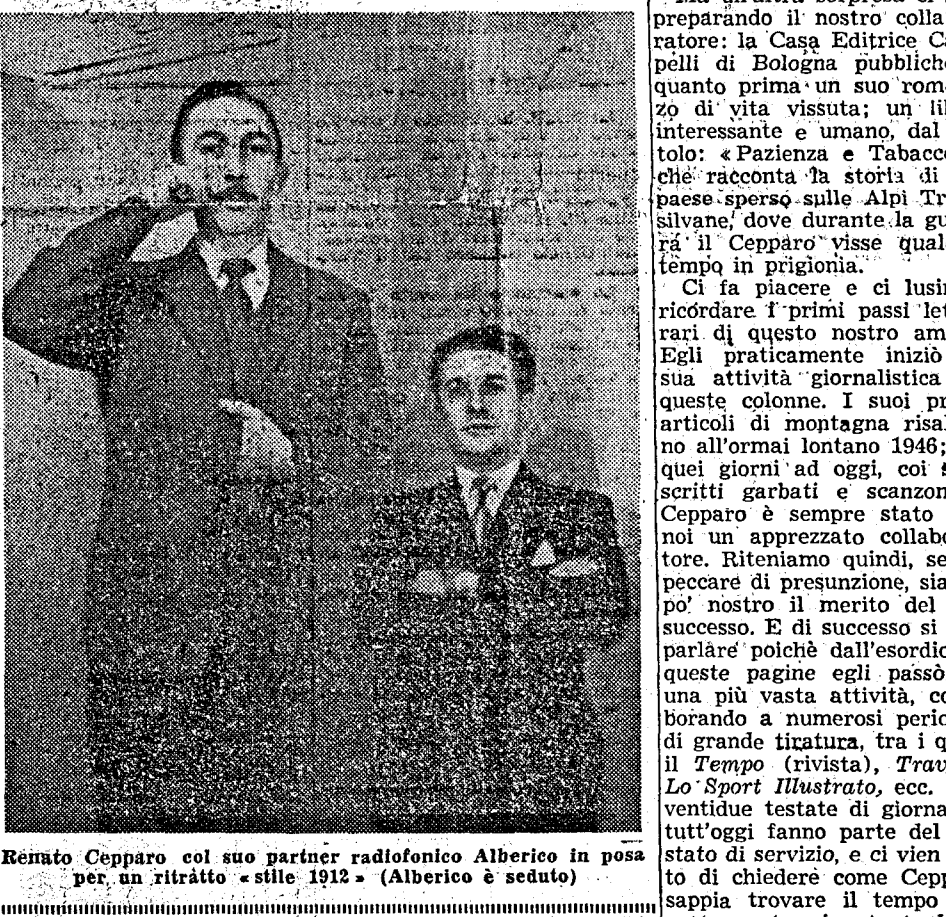 Renato Cepparo col suo partner radiofonico Alberico in posa
per un ritratto « stile 1912 » (Alberico è seduto)
preparando il nostro colla
ratore: la Casa Editrice Ca
pelli di Bologna pubbliche
quanto prima un suo roma
zo di vita vissuta; un li
interessante e umano, dal
tolo: « Pazienza e Tabacco
che racconta la storia di
paese sperso sulle Alpi Tr
silvane, dove durante la gu
ra il Cepparo visse qual
tempo in prigionia.
Ci fa piacere e ci lusin
ricordare i primi passi let
rari di questo nostro am
Egli praticamente iniziò
sua attività giornalistica
queste colonne. I suoi pr
articoli di montagna risal
no all'ormai lontano 1946;
quei giorni ad oggi, coi s
scritti garbati e scanzon
Cepparo è sempre stato
noi un apprezzato collabo
tore. Riteniamo quindi, se
peccare di presunzione, sia
po' nostro il merito del
successo. E di successo si
parlare poichè dall'esordio
queste pagine egli passò
una più vasta attività, co
borando a numerosi perio
di grande tiratura, tra i q
il Tempo (rivista), Trav
Lo Sport Illustrato, ecc.
ventidue testate di giorna
tutt'oggi fanno parte del
stato di servizio, e ci vien
to di chiedere come Cepp
sappia trovare il tempo